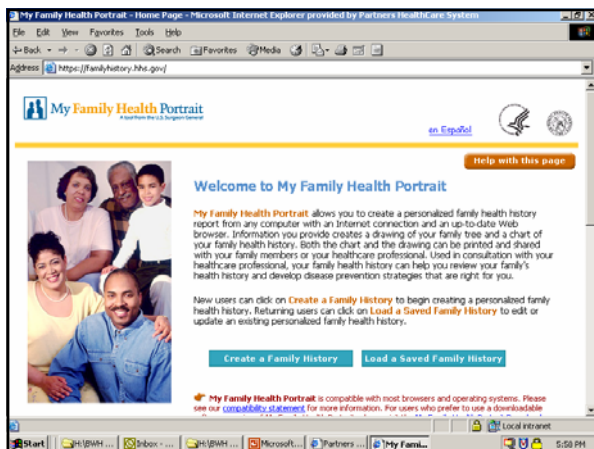 My Family Health Portrait - Home Page - Microsoft Internet Explorer provided by Partners HealthCare System
File Edit View Favorites Tools Help
Back Search Favorites Media
Address https://familyhistory.hhs.gov/
My Family Health Portrait
A tool from the U.S. Surgeon General
en Español
Help with this page
Welcome to My Family Health Portrait
My Family Health Portrait allows you to create a personalized family health history
report from any computer with an Internet connection and an up-to-date Web
browser. Information you provide creates a drawing of your family tree and a chart of
your family health history. Both the chart and the drawing can be printed and shared
with your family members or your healthcare professional. Used in consultation with your
healthcare professional, your family health history can help you review your family's
health history and develop disease prevention strategies that are right for you.
New users can click on Create a Family History to begin creating a personalized family
health history. Returning users can click on Load a Saved Family History to edit or
update an existing personalized family health history.
Create a Family History Load a Saved Family History
My Family Health Portrait is compatible with most browsers and operating systems. Please
see our compatibility statement for more information. For users who prefer to use a downloadable
Local intranet
Start H:\BWH ... Inbox - ... H:\BWH ... Microsoft... Partners ... My Fami... 5:58 PM